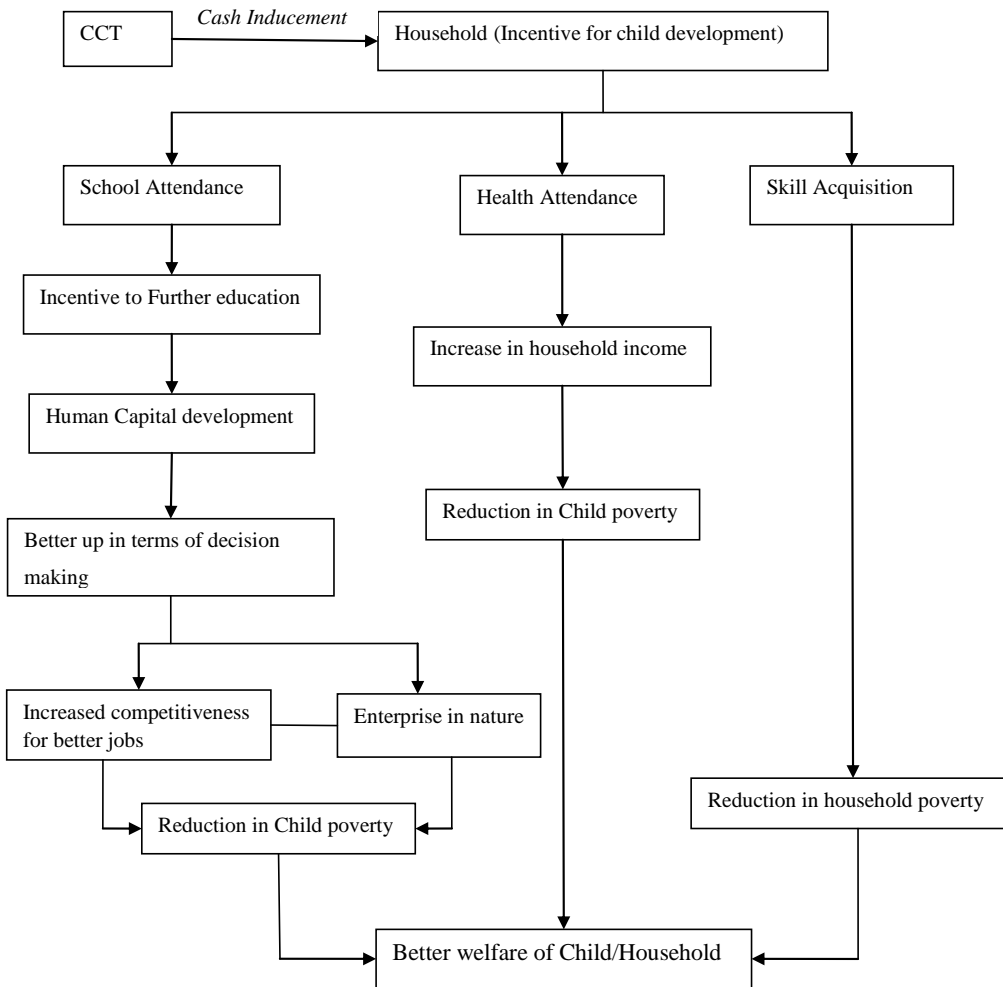 CCT
Cash Inducement
Household (Incentive for child development)
School Attendance
Health Attendance
Skill Acquisition
Incentive to Further education
Increase in household income
Human Capital development
Reduction in Child poverty
Better up in terms of decision
making
Increased competitiveness
for better jobs
Enterprise in nature
Reduction in household poverty
Reduction in Child poverty
Better welfare of Child/Household